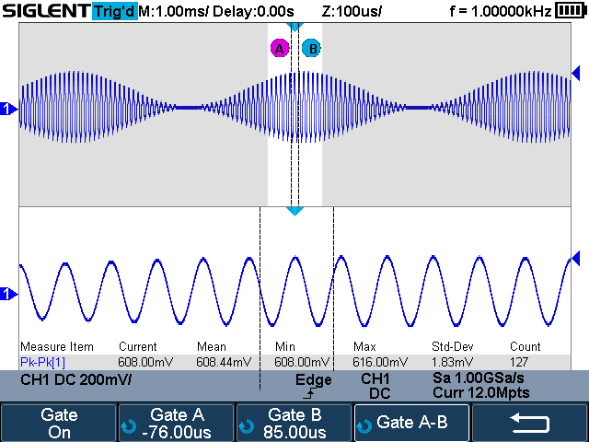 SIGLENT Trig'd M:1.00ms/ Delay:0.00s Z:100us/ f = 1.00000kHz
A B
1
1
Measure Item Current Mean Min Max Std-Dev Count
Pk-Pk[1] 608.00mV 608.44mV 608.00mV 616.00mV 1.83mV 127
CH1 DC 200mV/ Edge CH1 Sa 1.00GSa/s
DC Curr 12.0Mpts
Gate Gate A Gate B Gate A-B
On -76.00us 85.00us